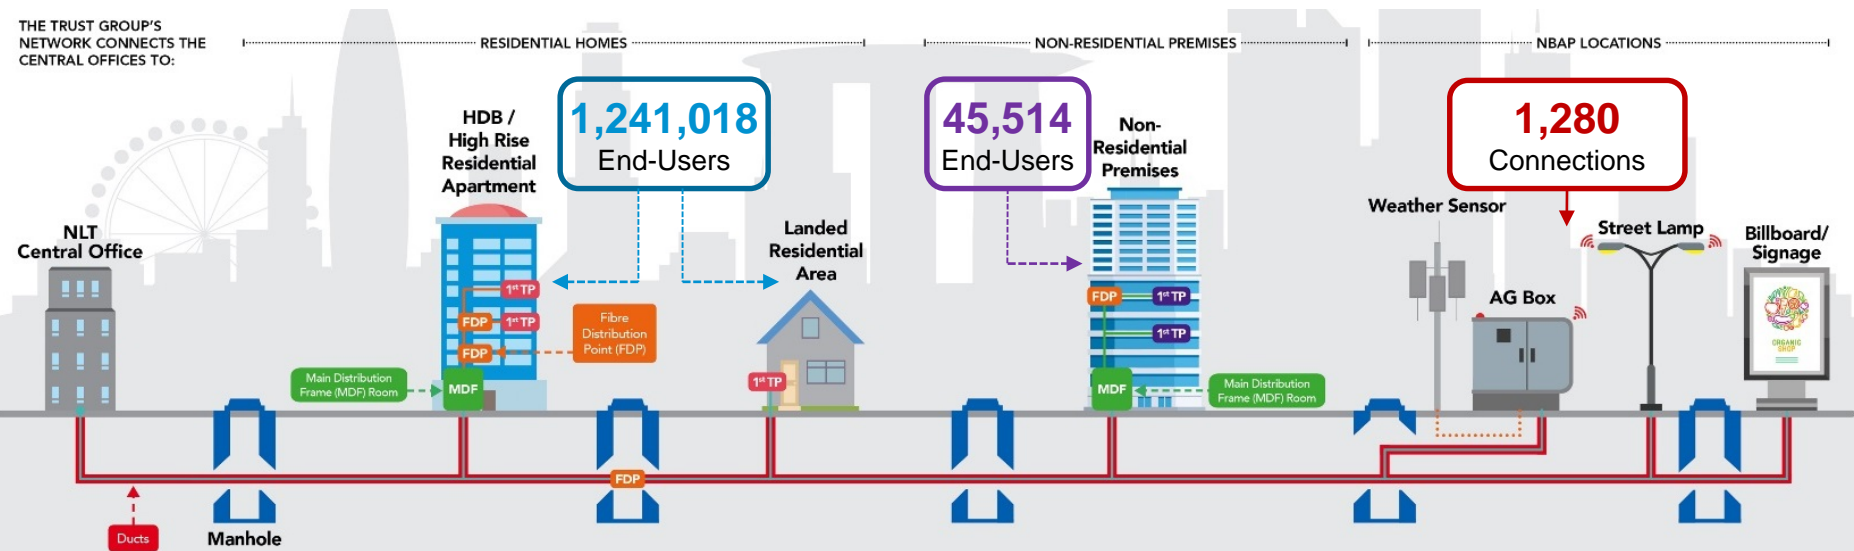 THE TRUST GROUP'S
NETWORK CONNECTS THE
CENTRAL OFFICES TO:
RESIDENTIAL HOMES
NON-RESIDENTIAL PREMISES
NBAP LOCATIONS
1,241,018
End-Users
45,514
End-Users
1,280
Connections
NLT
Central Office
HDB /
High Rise
Residential
Apartment
Landed
Residential
Area
Non-
Residential
Premises
Weather Sensor
AG Box
Street Lamp
Billboard/
Signage
1st TP
FDP
1st TP
FDP
MDF
Fibre
Distribution
Point (FDP)
Main Distribution
Frame (MDF) Room
1st TP
FDP
1st TP
1st TP
MDF
Main Distribution
Frame (MDF) Room
ORGANIC
SHOP
FDP
Ducts
Manhole